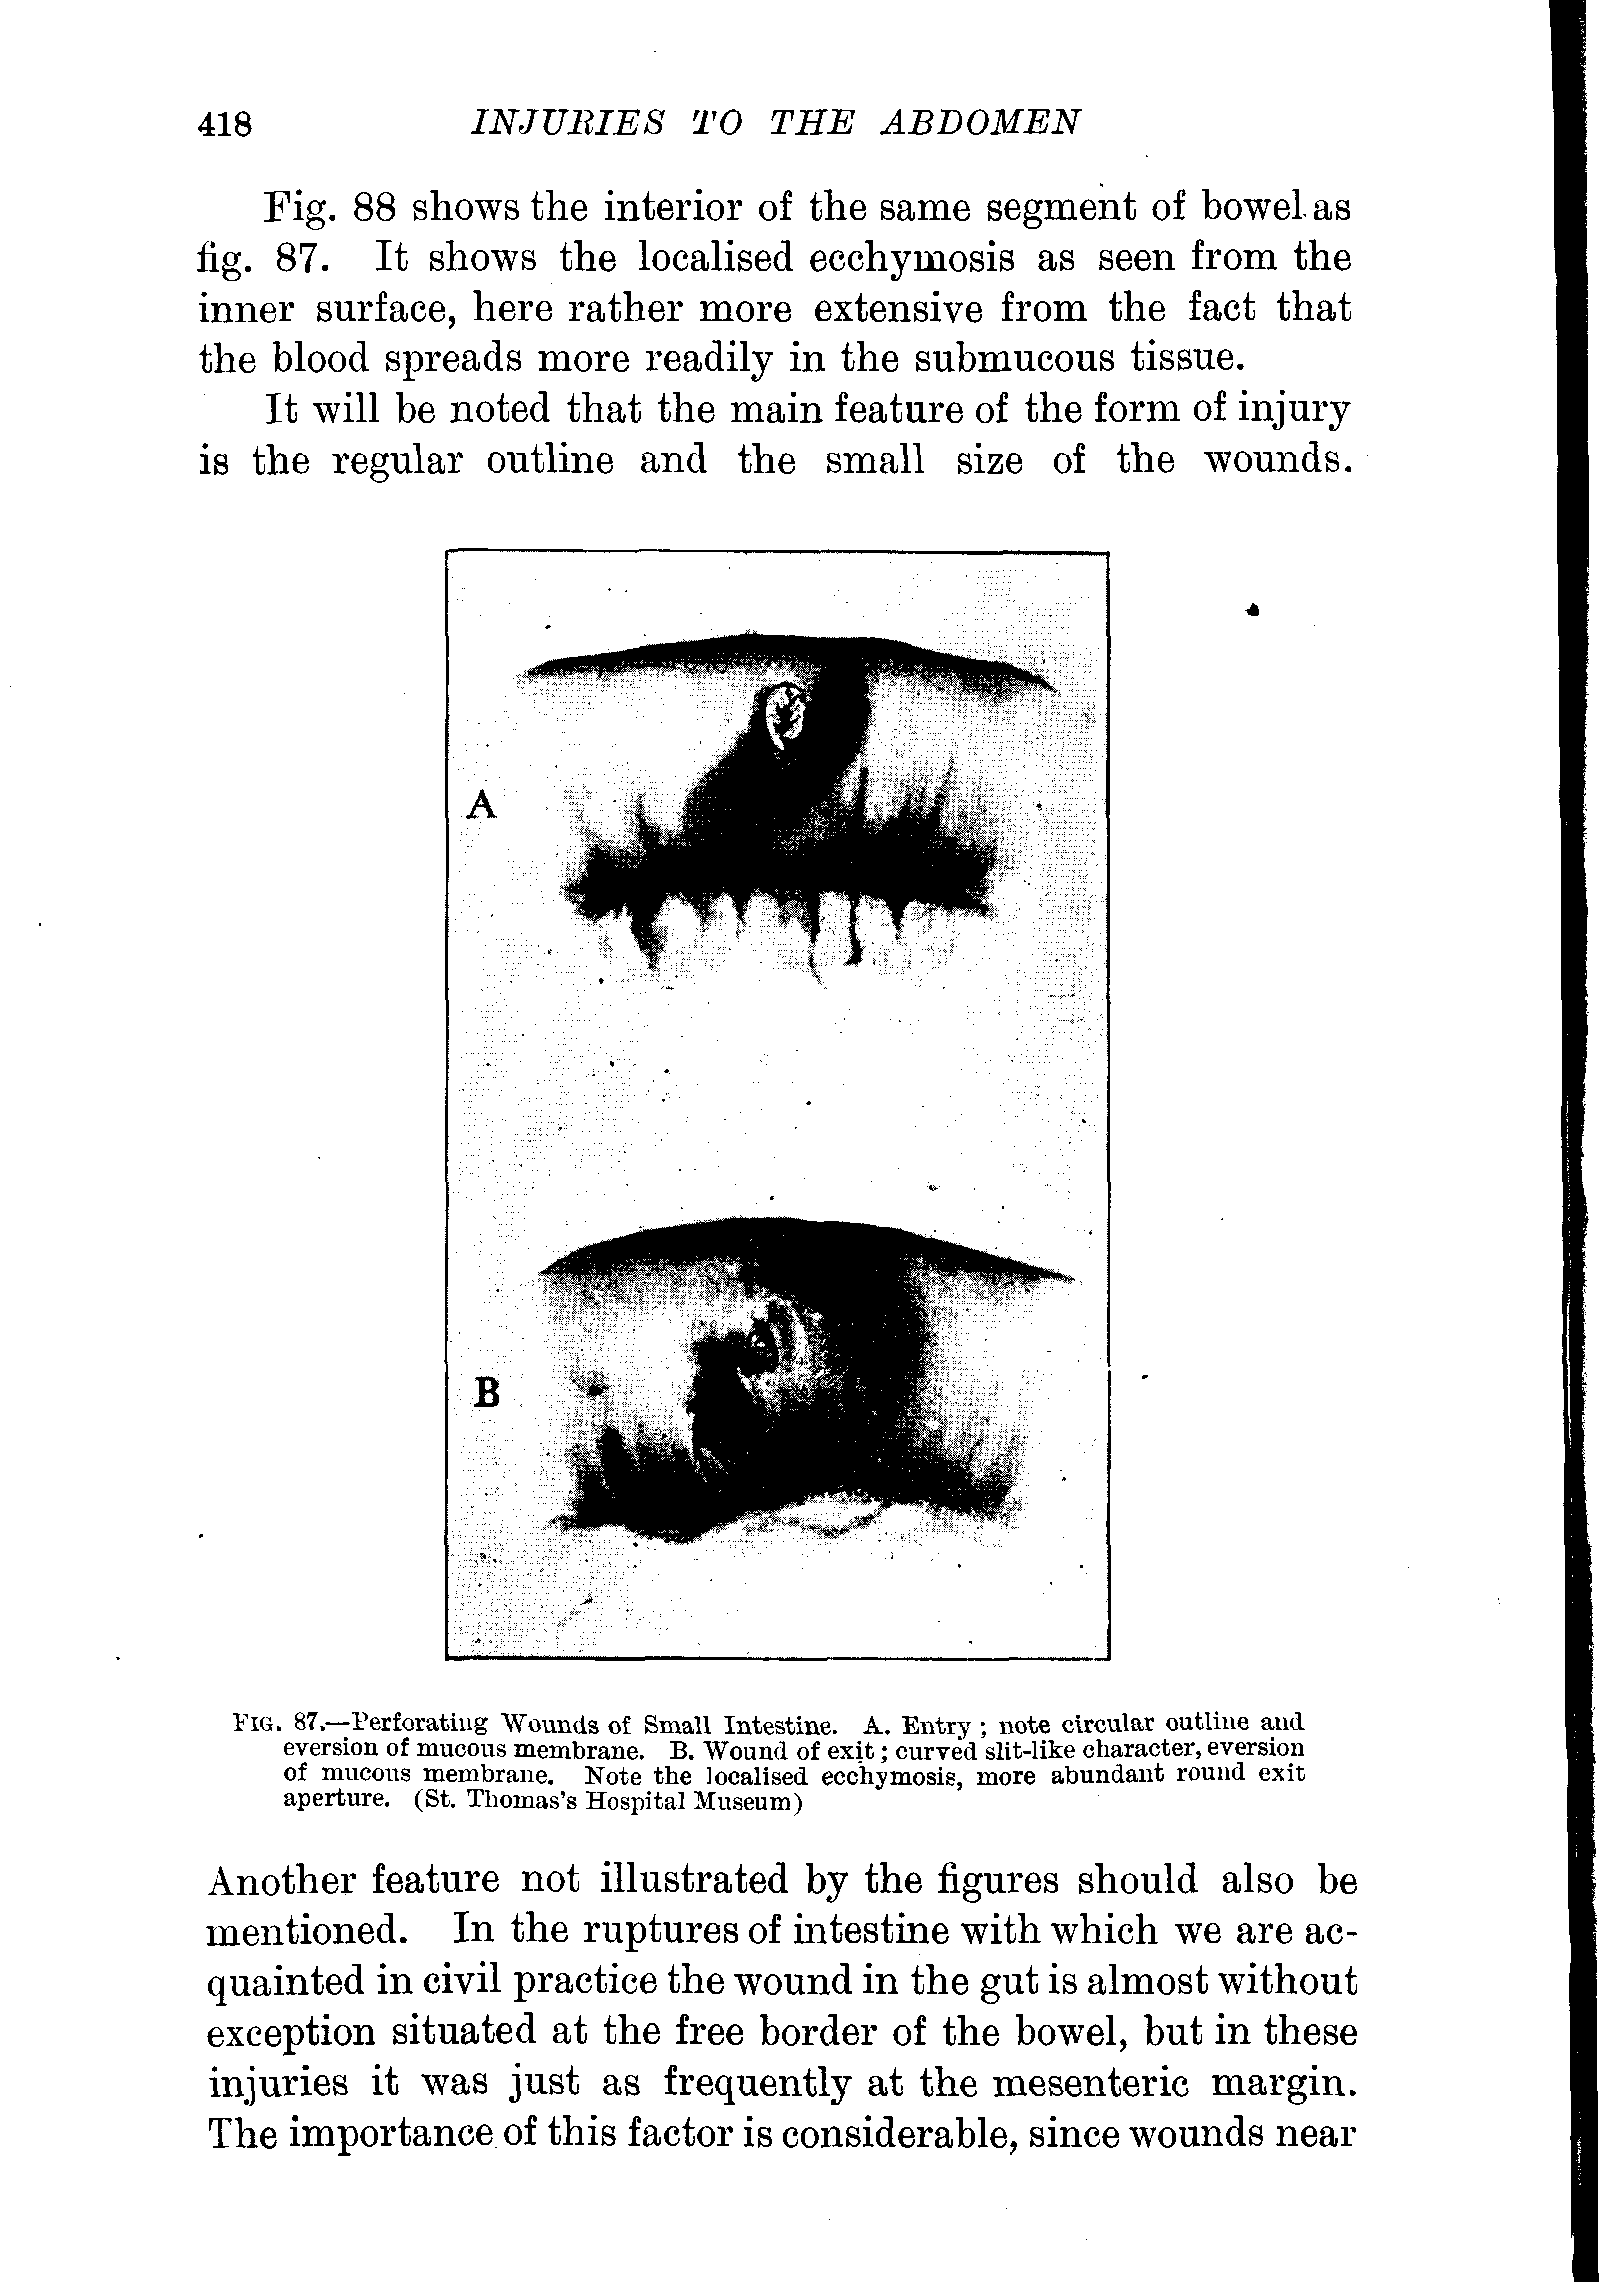 418 INJURIES TO THE ABDOMEN
Fig. 88 shows the interior of the same segment of bowel as
fig. 87. It shows the localised ecchymosis as seen from the
inner surface, here rather more extensive from the fact that
the blood spreads more readily in the submucous tissue.
It will be noted that the main feature of the form of injury
is the regular outline and the small size of the wounds.
A
B
FIG. 87.—Perforating Wounds of Small Intestine. A. Entry; note circular outline and
eversion of mucous membrane. B. Wound of exit; curved slit-like character, eversion
of mucous membrane. Note the localised ecchymosis, more abundant round exit
aperture. (St. Thomas's Hospital Museum)
Another feature not illustrated by the figures should also be
mentioned. In the ruptures of intestine with which we are ac-
quainted in civil practice the wound in the gut is almost without
exception situated at the free border of the bowel, but in these
injuries it was just as frequently at the mesenteric margin.
The importance of this factor is considerable, since wounds near